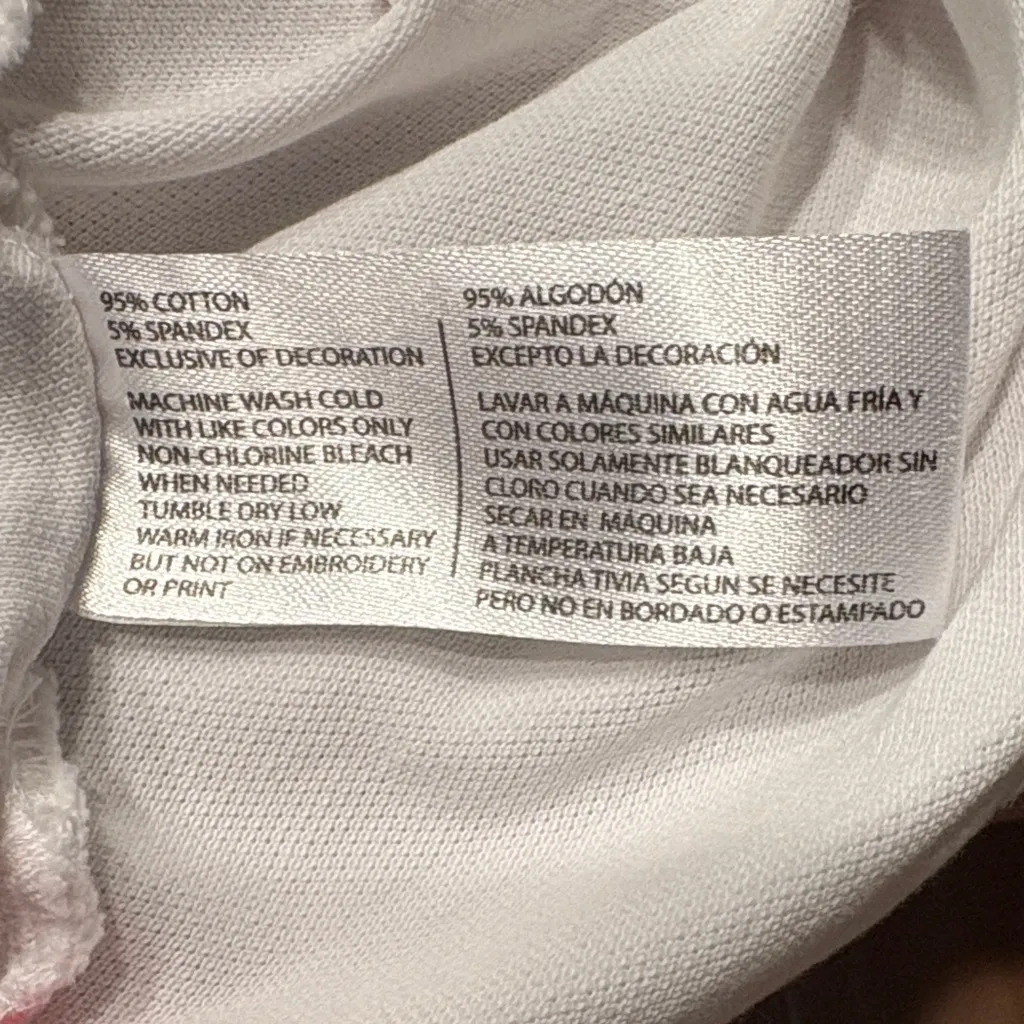 95% COTTON
5% SPANDEX
EXCLUSIVE OF DECORATION
MACHINE WASH COLD
WITH LIKE COLORS ONLY
NON-CHLORINE BLEACH
WHEN NEEDED
TUMBLE DRY LOW
WARM IRON IF NECESSARY
BUT NOT ON EMBROIDERY
OR PRINT
95% ALGODÓN
5% SPANDEX
EXCEPTO LA DECORACIÓN
LAVAR A MÁQUINA CON AGUA FRÍA Y
CON COLORES SIMILARES
USAR SOLAMENTE BLANQUEADOR SIN
CLORO CUANDO SEA NECESARIO
SECAR EN MÁQUINA
A TEMPERATURA BAJA
PLANCHA TIVIA SEGUN SE NECESITE
PERO NO EN BORDADO O ESTAMPADO